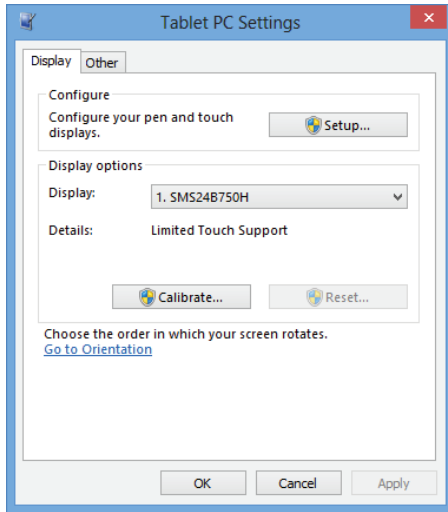 Tablet PC Settings
Display Other
Configure
Configure your pen and touch
displays.
Setup...
Display options
Display: 1. SMS24B750H
Details: Limited Touch Support
Calibrate... Reset...
Choose the order in which your screen rotates.
Go to Orientation
OK Cancel Apply